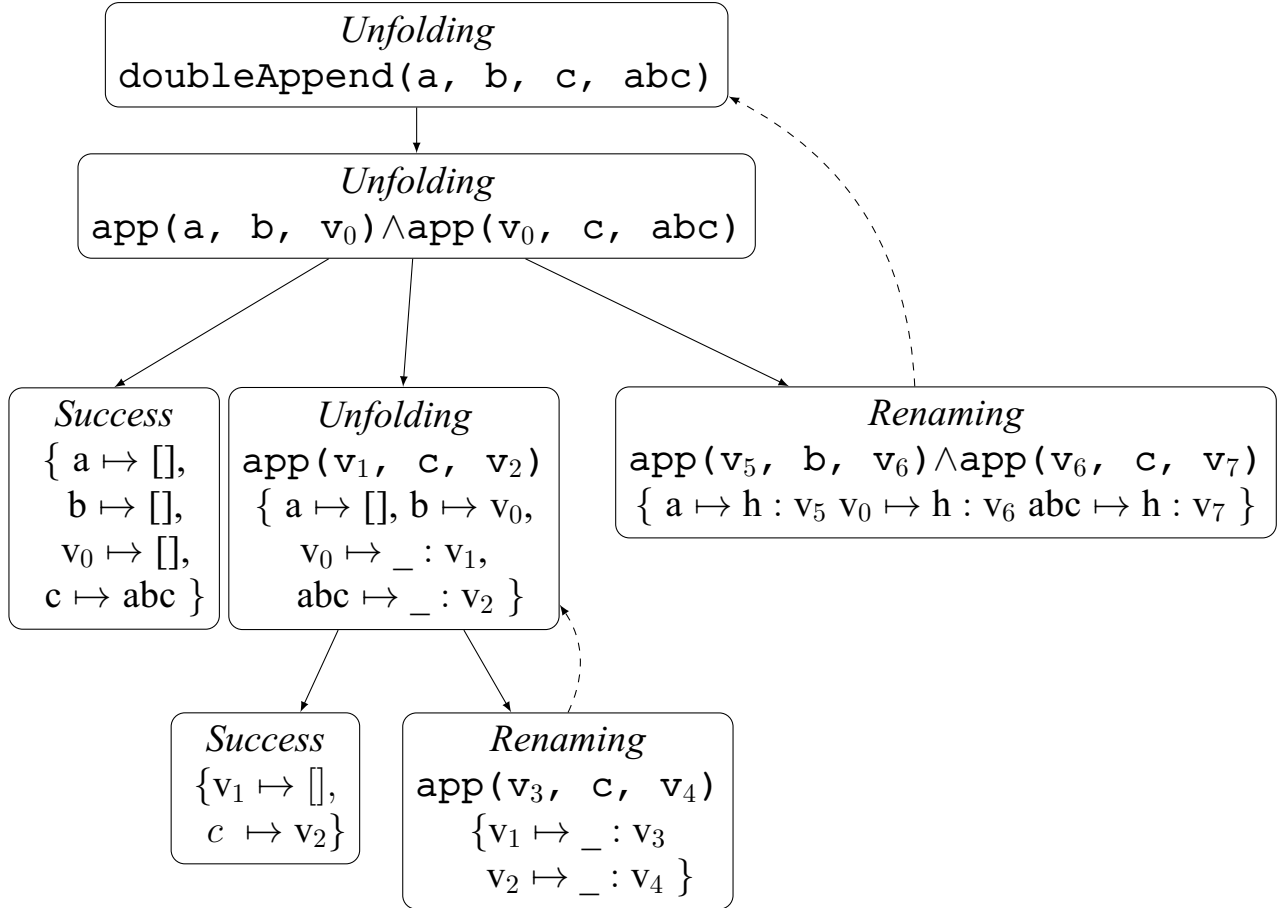 Unfolding
doubleAppend(a, b, c, abc)
Unfolding
app(a, b, v₀)∧app(v₀, c, abc)
Success
{ a ↦ [],
b ↦ [],
v₀ ↦ [],
c ↦ abc }
Unfolding
app(v₁, c, v₂)
{ a ↦ [], b ↦ v₀,
v₀ ↦ _ : v₁,
abc ↦ _ : v₂ }
Renaming
app(v₅, b, v₆)∧app(v₆, c, v₇)
{ a ↦ h : v₅ v₀ ↦ h : v₆ abc ↦ h : v₇ }
Success
{v₁ ↦ [],
c ↦ v₂}
Renaming
app(v₃, c, v₄)
{v₁ ↦ _ : v₃
v₂ ↦ _ : v₄ }